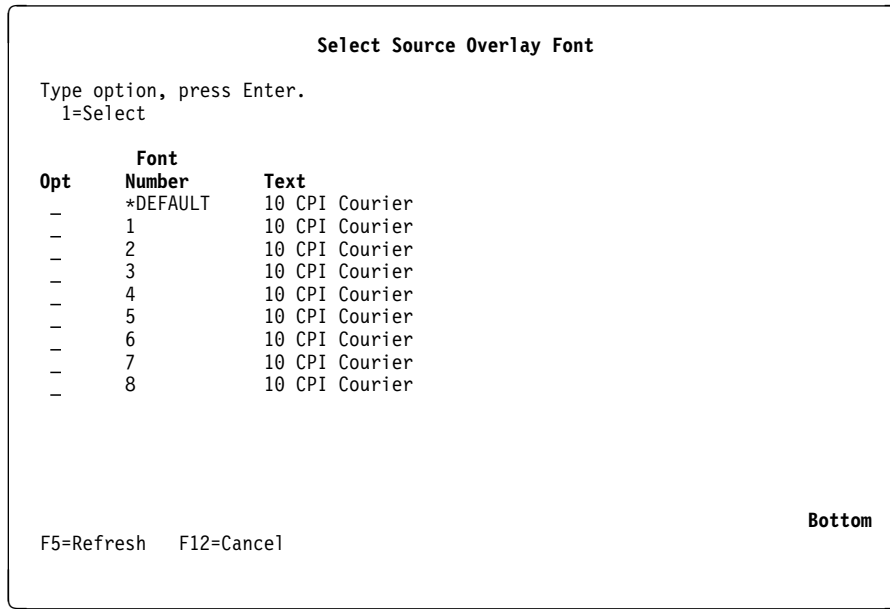 Select Source Overlay Font
Type option, press Enter.
1=Select
Font
Opt Number Text
_ *DEFAULT 10 CPI Courier
_ 1 10 CPI Courier
_ 2 10 CPI Courier
_ 3 10 CPI Courier
_ 4 10 CPI Courier
_ 5 10 CPI Courier
_ 6 10 CPI Courier
_ 7 10 CPI Courier
_ 8 10 CPI Courier
Bottom
F5=Refresh F12=Cancel